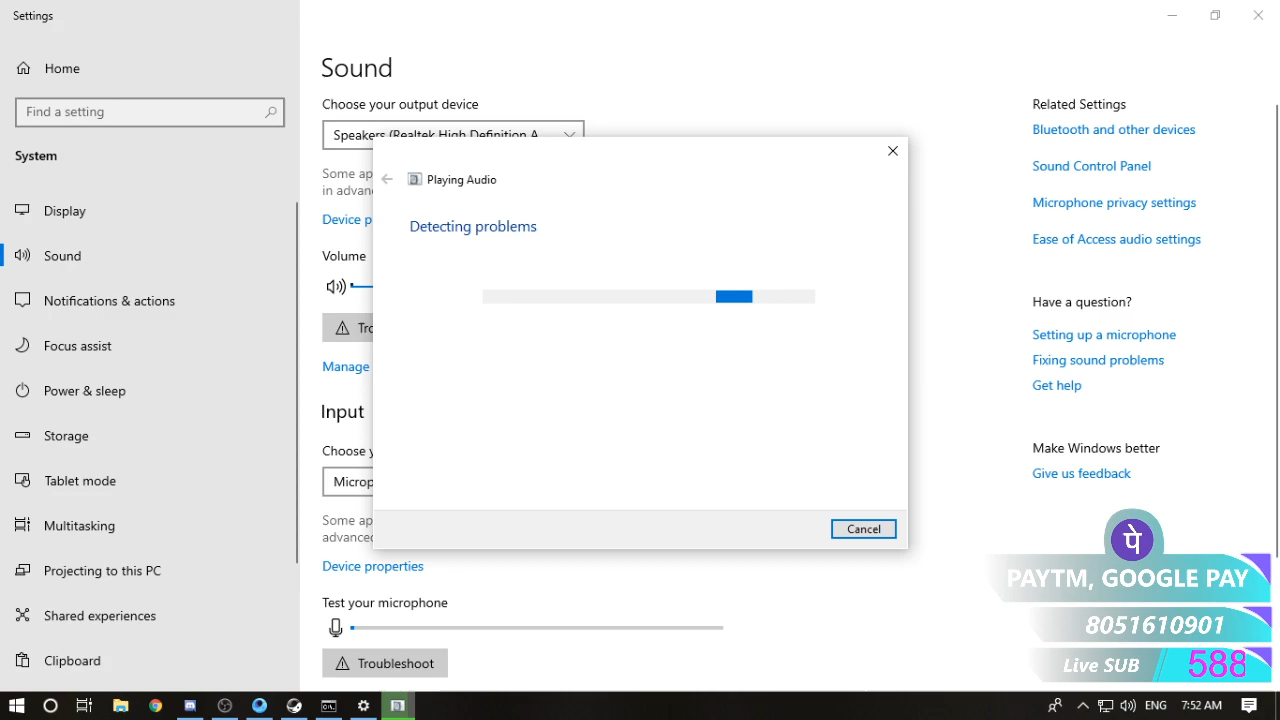 Settings
Home
Find a setting
System
Display
Sound
Notifications & actions
Focus assist
Power & sleep
Storage
Tablet mode
Multitasking
Projecting to this PC
Shared experiences
Clipboard
Sound
Choose your output device
Speakers (Realtek High Definition A
Some ap
in advanc
Device p
Volume
Tro
Manage
Input
Choose y
Microp
Some ap
advanced
Device properties
Test your microphone
Troubleshoot
Playing Audio
Detecting problems
Cancel
Related Settings
Bluetooth and other devices
Sound Control Panel
Microphone privacy settings
Ease of Access audio settings
Have a question?
Setting up a microphone
Fixing sound problems
Get help
Make Windows better
Give us feedback
पे
PAYTM, GOOGLE PAY
8051610901
Live SUB 588
ENG 7:52 AM